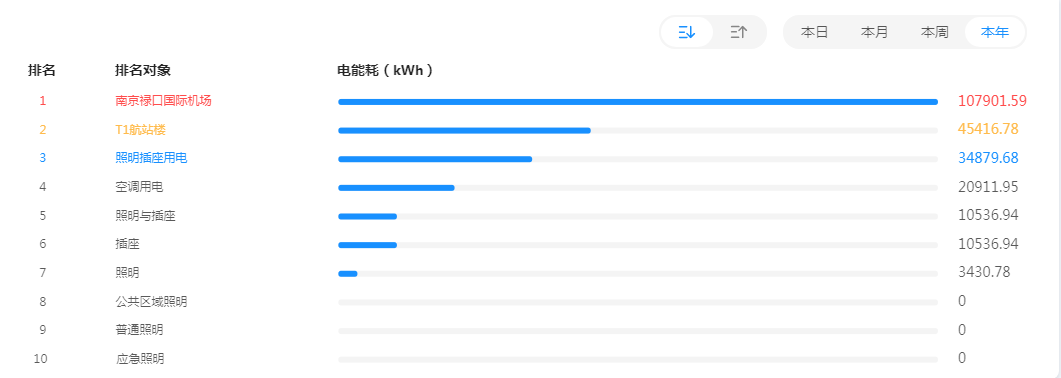 本日 本月 本周 本年
排名 排名对象 电能耗（kWh）
1 南京禄口国际机场 107901.59
2 T1航站楼 45416.78
3 照明插座用电 34879.68
4 空调用电 20911.95
5 照明与插座 10536.94
6 插座 10536.94
7 照明 3430.78
8 公共区域照明 0
9 普通照明 0
10 应急照明 0